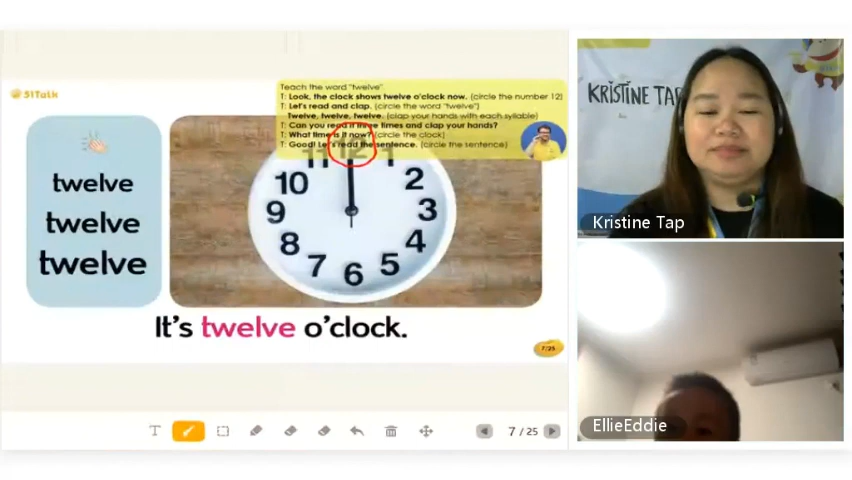 51Talk
Teach the word "twelve".
T: Look, the clock shows twelve o'clock now. (circle the number 12)
T: Let's read and clap. (circle the word "twelve")
Twelve, twelve, twelve. (clap your hands with each syllable)
T: Can you read it three times and clap your hands?
T: What time is it now? (circle the clock)
T: Good! Let's read the sentence. (circle the sentence)
twelve
twelve
twelve
11 12 1
10 2
9 3
8 4
7 6 5
It's twelve o'clock.
7/25
T 7 / 25
KRISTINE TAP
Kristine Tap
EllieEddie